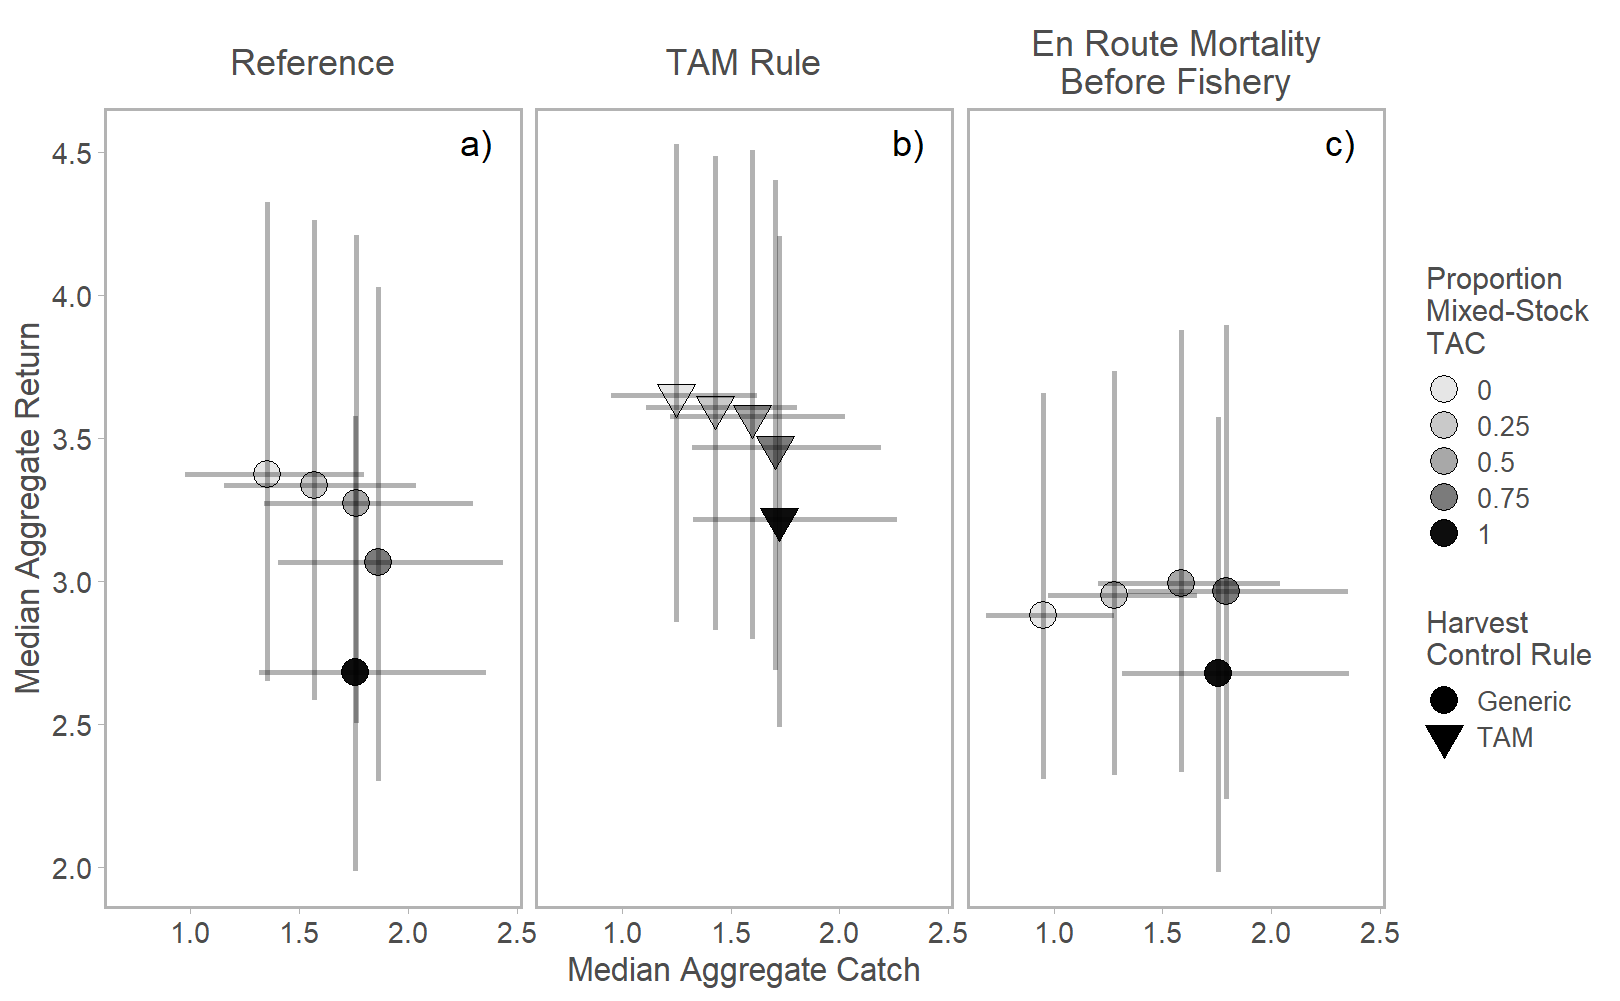 Reference
TAM Rule
En Route Mortality
Before Fishery
a)
b)
c)
4.5
4.0
3.5
3.0
2.5
2.0
Median Aggregate Return
1.0 1.5 2.0 2.5
1.0 1.5 2.0 2.5
1.0 1.5 2.0 2.5
Median Aggregate Catch
Proportion
Mixed-Stock
TAC
0
0.25
0.5
0.75
1
Harvest
Control Rule
Generic
TAM